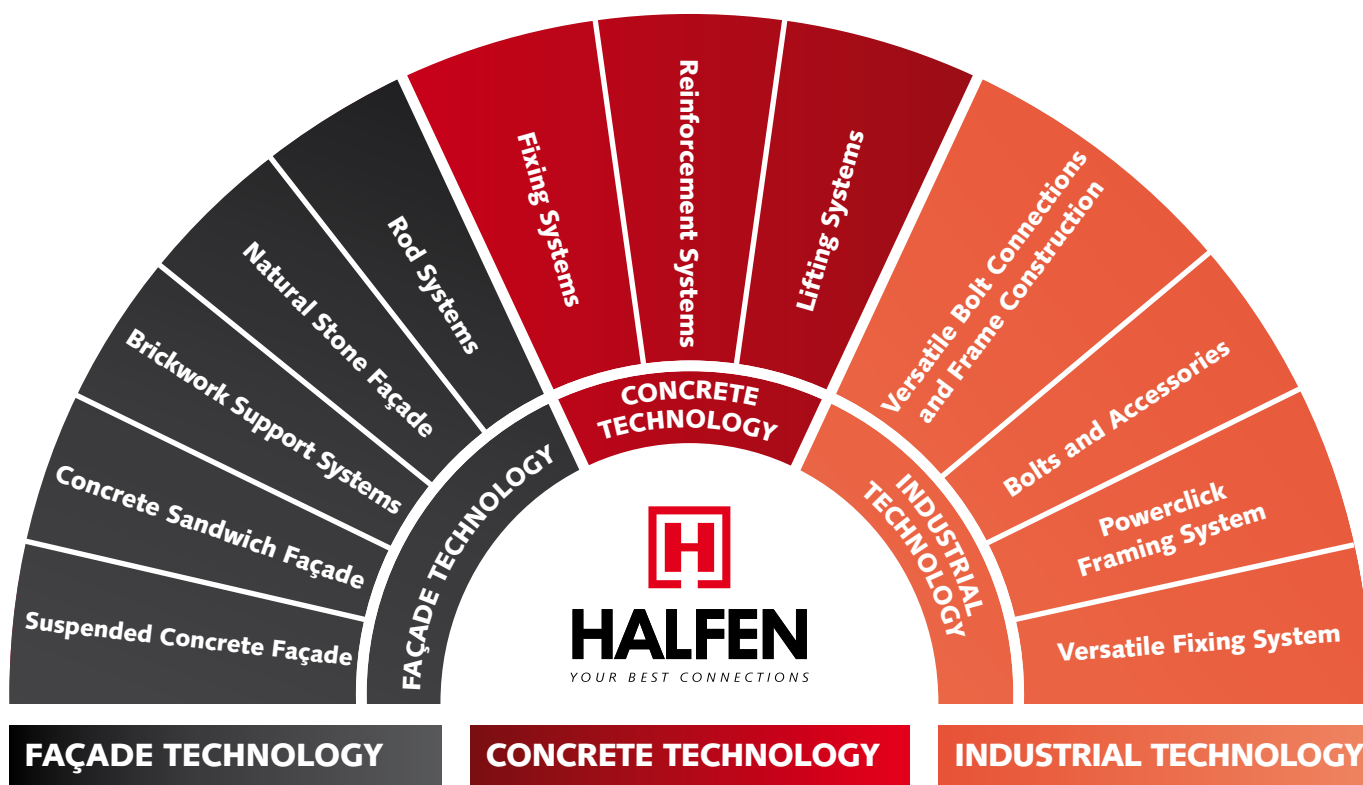 Suspended Concrete Façade
Concrete Sandwich Façade
Brickwork Support Systems
Natural Stone Façade
Rod Systems
Fixing Systems
Reinforcement Systems
Lifting Systems
Versatile Bolt Connections
and Frame Construction
Bolts and Accessories
Powerclick
Framing System
Versatile Fixing System
FAÇADE TECHNOLOGY
CONCRETE
TECHNOLOGY
INDUSTRIAL
TECHNOLOGY
H
HALFEN
YOUR BEST CONNECTIONS
FAÇADE TECHNOLOGY
CONCRETE TECHNOLOGY
INDUSTRIAL TECHNOLOGY